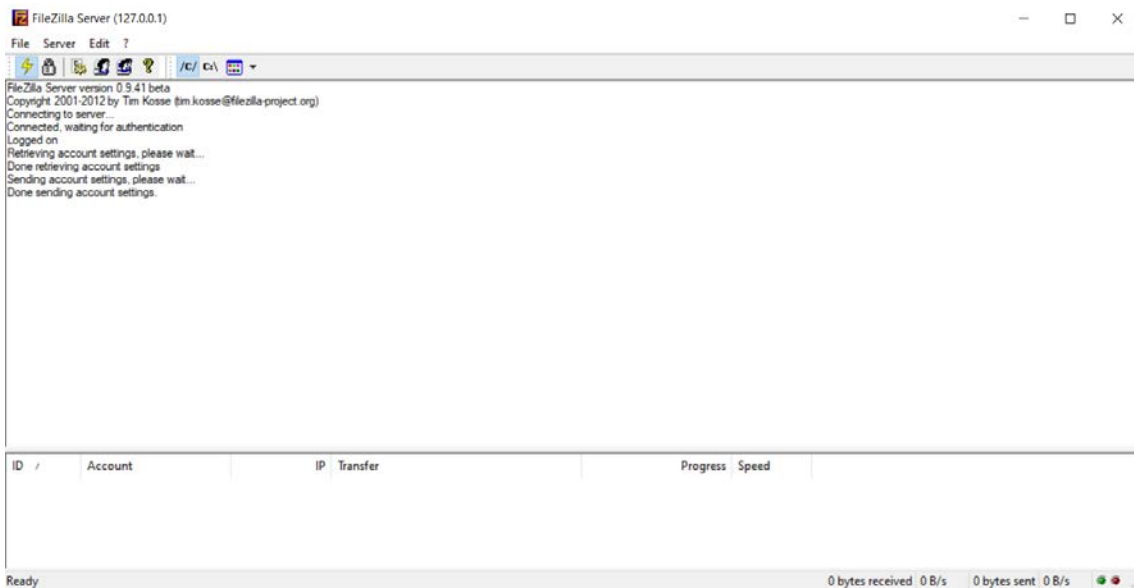 FileZilla Server (127.0.0.1)
File Server Edit ?
/C/ C:\
FileZilla Server version 0.9.41 beta
Copyright 2001-2012 by Tim Kosse (tim.kosse@filezilla-project.org)
Connecting to server...
Connected, waiting for authentication
Logged on
Retrieving account settings, please wait...
Done retrieving account settings
Sending account settings, please wait...
Done sending account settings.
ID / Account IP Transfer Progress Speed
Ready 0 bytes received 0 B/s 0 bytes sent 0 B/s